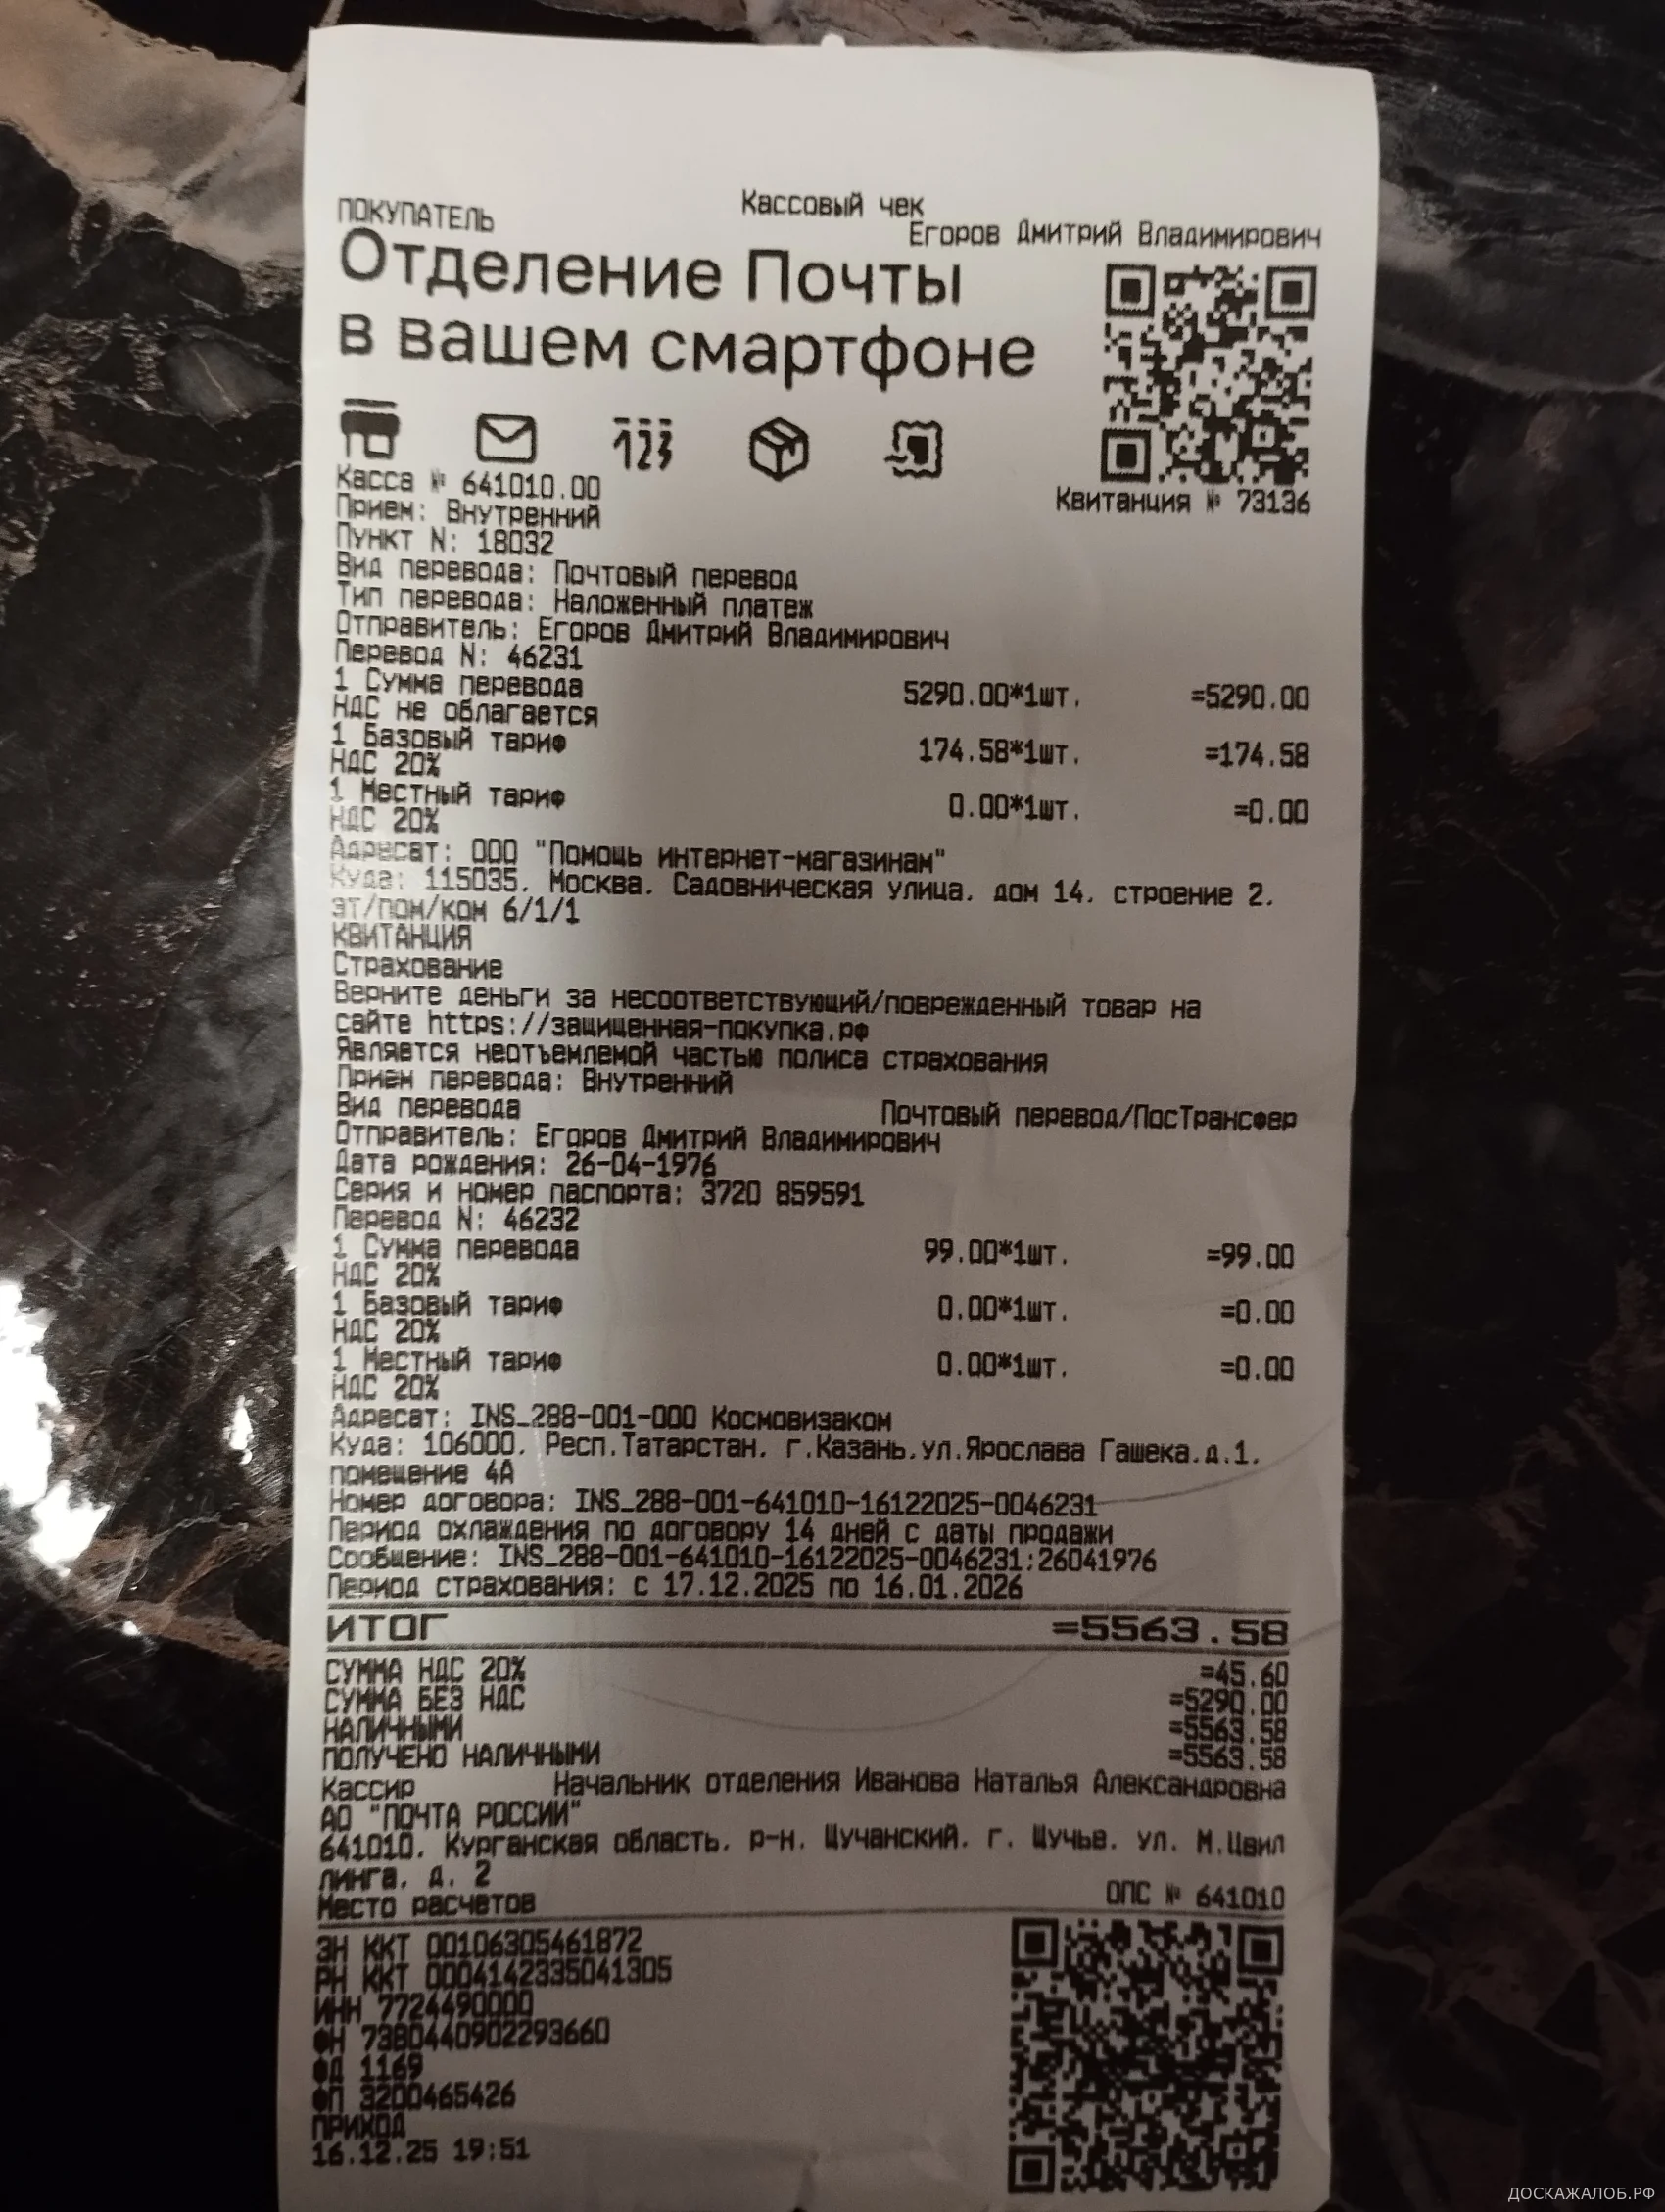 Кассовый чек
ПОКУПАТЕЛЬ Егоров Дмитрий Владимирович
Отделение Почты
в вашем смартфоне
123
Касса № 641010.00
Квитанция № 73136
Прием: Внутренний
Пункт N: 18032
Вид перевода: Почтовый перевод
Тип перевода: Наложенный платеж
Отправитель: Егоров Дмитрий Владимирович
Перевод N: 46231
1 Сумма перевода 5290.00*1шт. =5290.00
НДС не облагается
1 Базовый тариф 174.58*1шт. =174.58
НДС 20%
1 Местный тариф 0.00*1шт. =0.00
НДС 20%
Адресат: ООО "Помощь интернет-магазинам"
Куда: 115035, Москва, Садовническая улица, дом 14, строение 2,
эт/пом/ком 6/1/1
КВИТАНЦИЯ
Страхование
Верните деньги за несоответствующий/поврежденный товар на
сайте https://защищенная-покупка.рф
Является неотъемлемой частью полиса страхования
Прием перевода: Внутренний
Вид перевода Почтовый перевод/ПосТрансфер
Отправитель: Егоров Дмитрий Владимирович
Дата рождения: 26-04-1976
Серия и номер паспорта: 3720 859591
Перевод N: 46232
1 Сумма перевода 99.00*1шт. =99.00
НДС 20%
1 Базовый тариф 0.00*1шт. =0.00
НДС 20%
1 Местный тариф 0.00*1шт. =0.00
НДС 20%
Адресат: INS_288-001-000 Космовизаком
Куда: 106000, Респ.Татарстан, г.Казань,ул.Ярослава Гашека,д.1,
помещение 4А
Номер договора: INS_288-001-641010-16122025-0046231
Период охлаждения по договору 14 дней с даты продажи
Сообщение: INS_288-001-641010-16122025-0046231;26041976
Период страхования: с 17.12.2025 по 16.01.2026
ИТОГ =5563.58
СУММА НДС 20% =45.60
СУММА БЕЗ НДС =5290.00
НАЛИЧНЫМИ =5563.58
ПОЛУЧЕНО НАЛИЧНЫМИ =5563.58
Кассир Начальник отделения Иванова Наталья Александровна
АО "ПОЧТА РОССИИ"
641010, Курганская область, р-н. Щучанский, г. Щучье, ул. М.Цвил
линга, д. 2
Место расчетов ОПС № 641010
ЗН ККТ 00106305461872
РН ККТ 0004142335041305
ИНН 7724490000
ФН 7380440902293660
ФД 1169
ФП 3200465426
ПРИХОД
16.12.25 19:51
ДОСКАЖАЛОБ.РФ